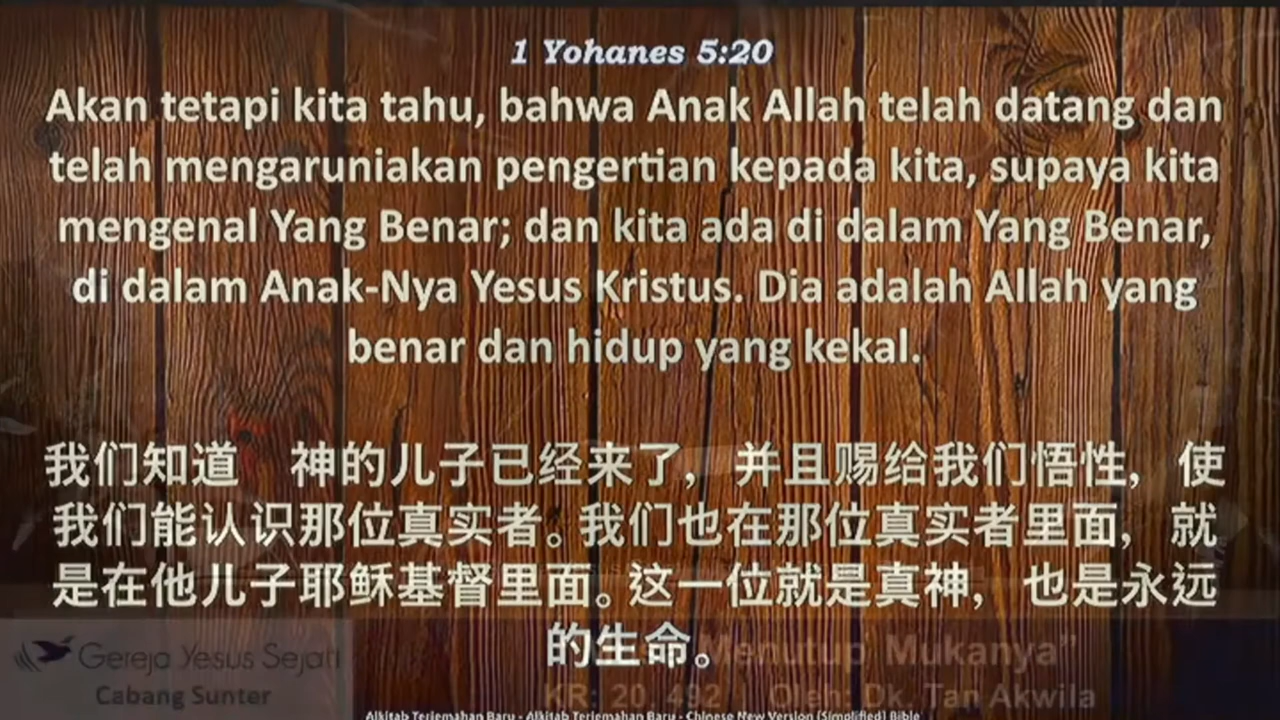 1 Yohanes 5:20
Akan tetapi kita tahu, bahwa Anak Allah telah datang dan
telah mengaruniakan pengertian kepada kita, supaya kita
mengenal Yang Benar; dan kita ada di dalam Yang Benar,
di dalam Anak-Nya Yesus Kristus. Dia adalah Allah yang
benar dan hidup yang kekal.
我们知道　神的儿子已经来了，并且赐给我们悟性，使
我们能认识那位真实者。我们也在那位真实者里面，就
是在他儿子耶稣基督里面。这一位就是真神，也是永远
的生命。
Gereja Yesus Sejati
Cabang Sunter
Menutup Mukanya”
KR: 20, 492 Oleh: Dk. Tan Akwila
Alkitab Terjemahan Baru - Alkitab Terjemahan Baru - Chinese New Version (Simplified) Bible